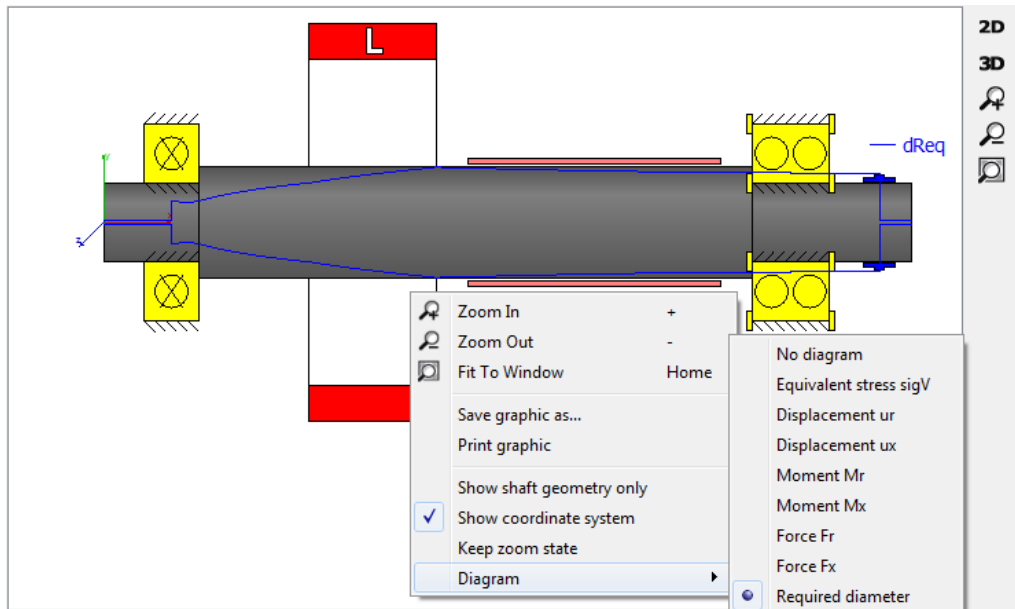 L
2D
3D
dReq
y
x
z
Zoom In +
Zoom Out -
Fit To Window Home
Save graphic as...
Print graphic
Show shaft geometry only
Show coordinate system
Keep zoom state
Diagram
No diagram
Equivalent stress sigV
Displacement ur
Displacement ux
Moment Mr
Moment Mx
Force Fr
Force Fx
Required diameter